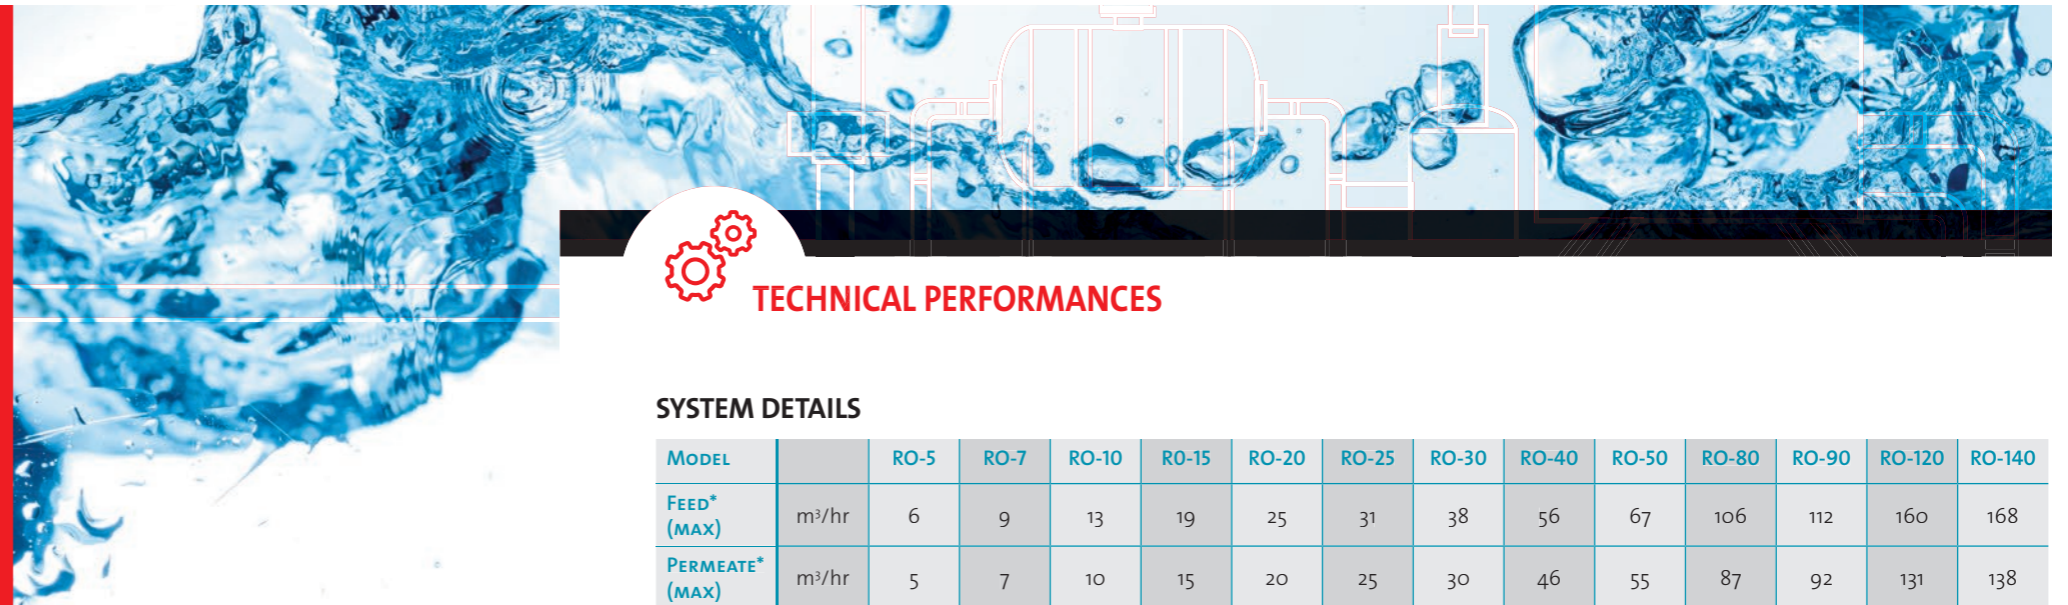 TECHNICAL PERFORMANCES
SYSTEM DETAILS
MODEL RO-5 RO-7 RO-10 R0-15 RO-20 RO-25 RO-30 RO-40 RO-50 RO-80 RO-90 RO-120 RO-140
FEED* (MAX) m³/hr 6 9 13 19 25 31 38 56 67 106 112 160 168
PERMEATE* (MAX) m³/hr 5 7 10 15 20 25 30 46 55 87 92 131 138